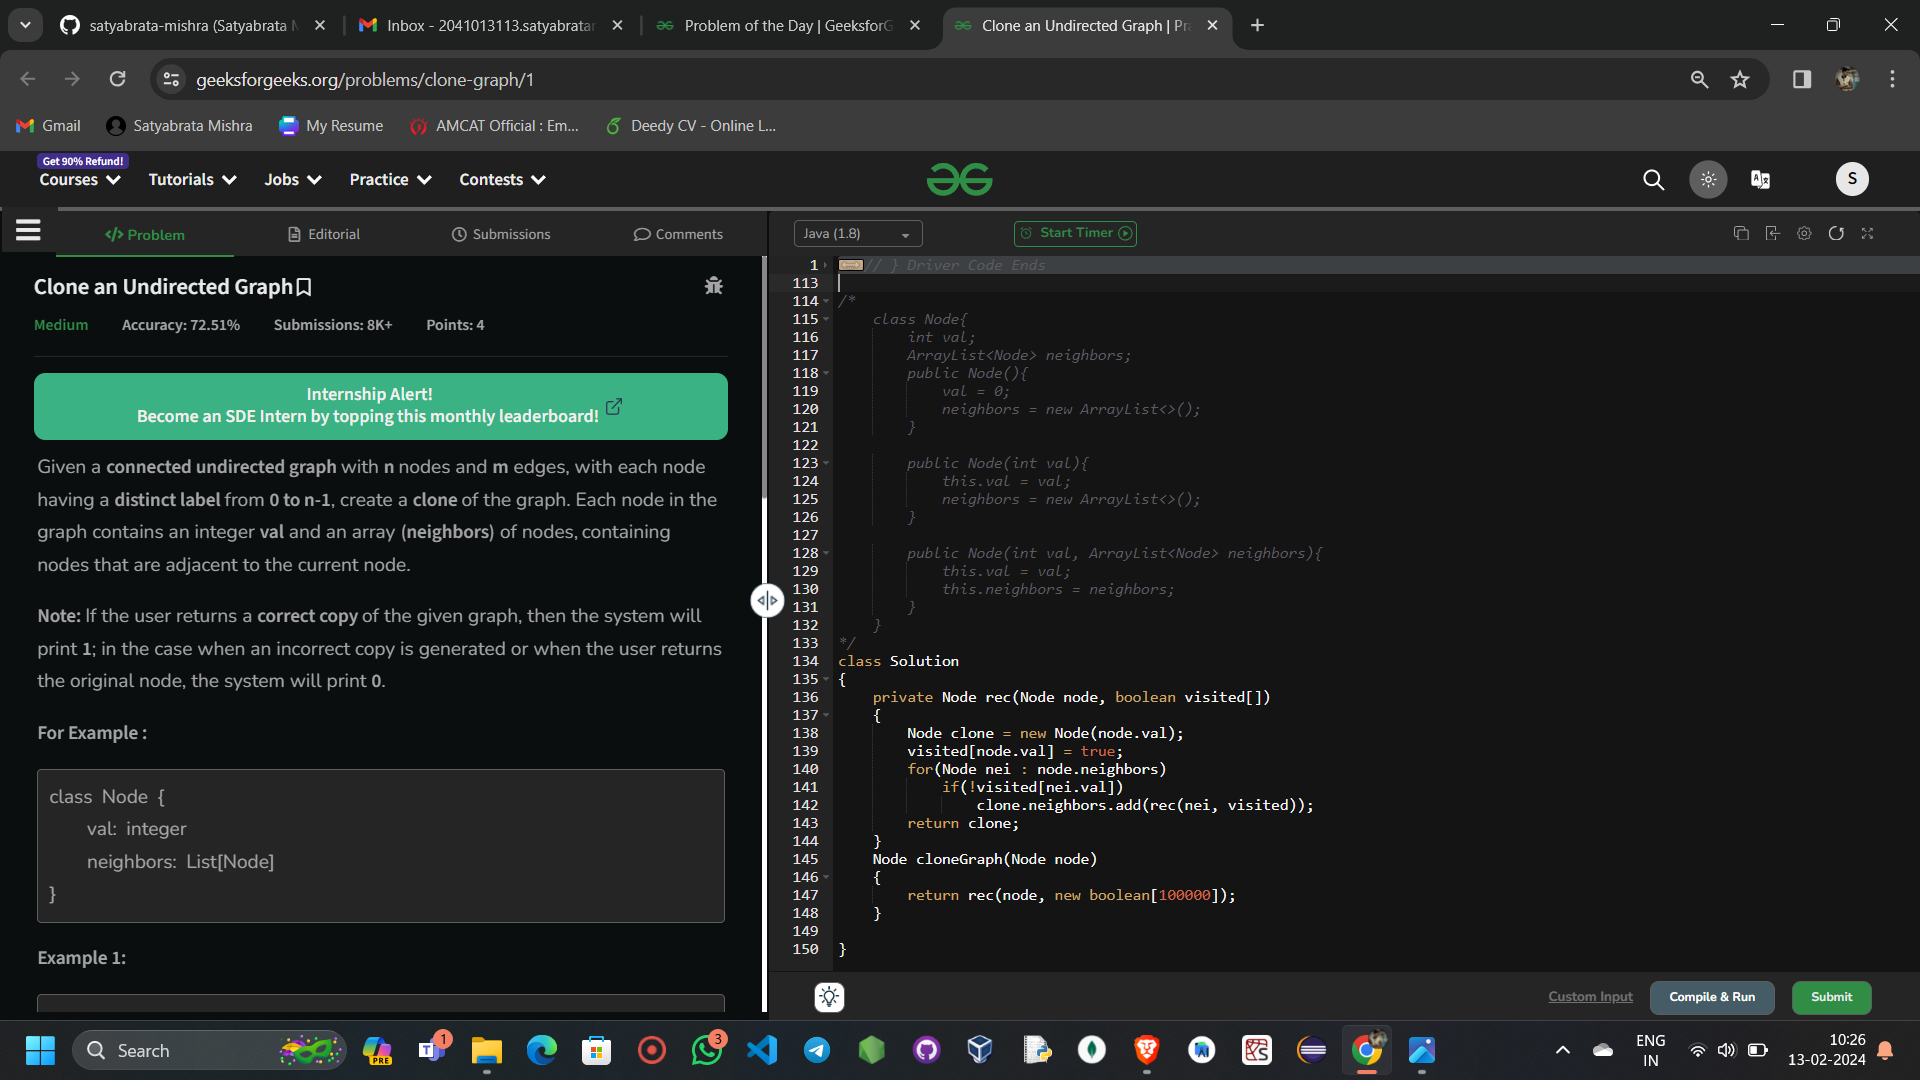 satyabrata-mishra (Satyabrata M
Inbox - 2041013113.satyabratar
Problem of the Day | GeeksforG
Clone an Undirected Graph | Pra
geeksforgeeks.org/problems/clone-graph/1
Gmail
Satyabrata Mishra
My Resume
AMCAT Official : Em...
Deedy CV - Online L...
Get 90% Refund!
Courses
Tutorials
Jobs
Practice
Contests
S
</> Problem
Editorial
Submissions
Comments
Java (1.8)
Start Timer
Clone an Undirected Graph
Medium
Accuracy: 72.51%
Submissions: 8K+
Points: 4
Internship Alert!
Become an SDE Intern by topping this monthly leaderboard!
Given a connected undirected graph with n nodes and m edges, with each node
having a distinct label from 0 to n-1, create a clone of the graph. Each node in the
graph contains an integer val and an array (neighbors) of nodes, containing
nodes that are adjacent to the current node.
Note: If the user returns a correct copy of the given graph, then the system will
print 1; in the case when an incorrect copy is generated or when the user returns
the original node, the system will print 0.
For Example :
class Node {
val: integer
neighbors: List[Node]
}
Example 1:
1 // } Driver Code Ends
113
114 /*
115 class Node{
116 int val;
117 ArrayList<Node> neighbors;
118 public Node(){
119 val = 0;
120 neighbors = new ArrayList<>();
121 }
122
123 public Node(int val){
124 this.val = val;
125 neighbors = new ArrayList<>();
126 }
127
128 public Node(int val, ArrayList<Node> neighbors){
129 this.val = val;
130 this.neighbors = neighbors;
131 }
132 }
133 */
134 class Solution
135 {
136 private Node rec(Node node, boolean visited[])
137 {
138 Node clone = new Node(node.val);
139 visited[node.val] = true;
140 for(Node nei : node.neighbors)
141 if(!visited[nei.val])
142 clone.neighbors.add(rec(nei, visited));
143 return clone;
144 }
145 Node cloneGraph(Node node)
146 {
147 return rec(node, new boolean[100000]);
148 }
149
150 }
Custom Input
Compile & Run
Submit
Search
PRE
1
3
ENG
IN
10:26
13-02-2024